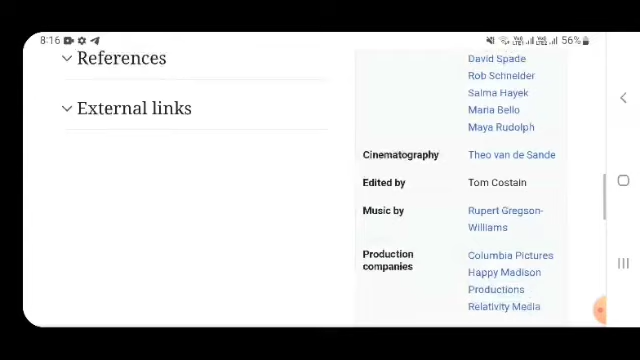 8:16
56%
References
External links
David Spade
Rob Schneider
Salma Hayek
Maria Bello
Maya Rudolph
Cinematography Theo van de Sande
Edited by Tom Costain
Music by Rupert Gregson-
Williams
Production
companies
Columbia Pictures
Happy Madison
Productions
Relativity Media